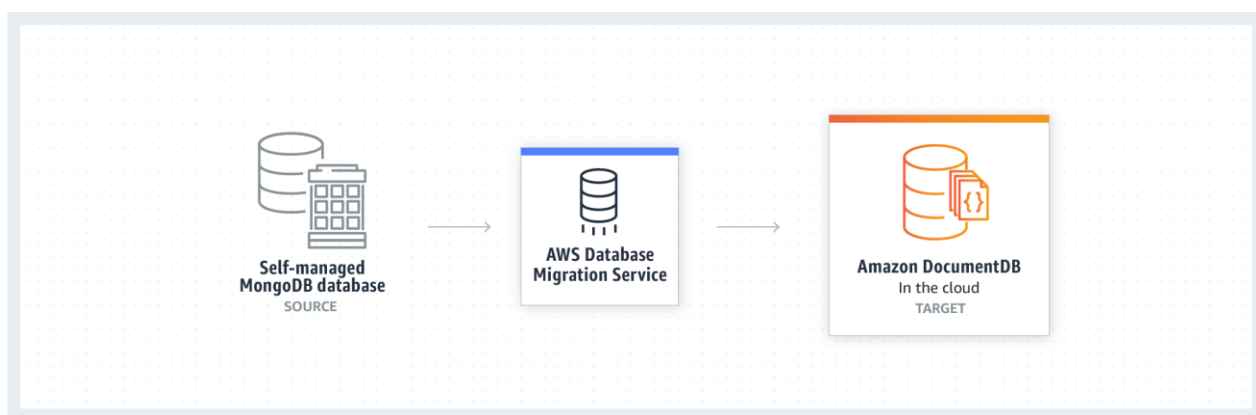 Self-managed
MongoDB database
SOURCE
AWS Database
Migration Service
{}
Amazon DocumentDB
In the cloud
TARGET